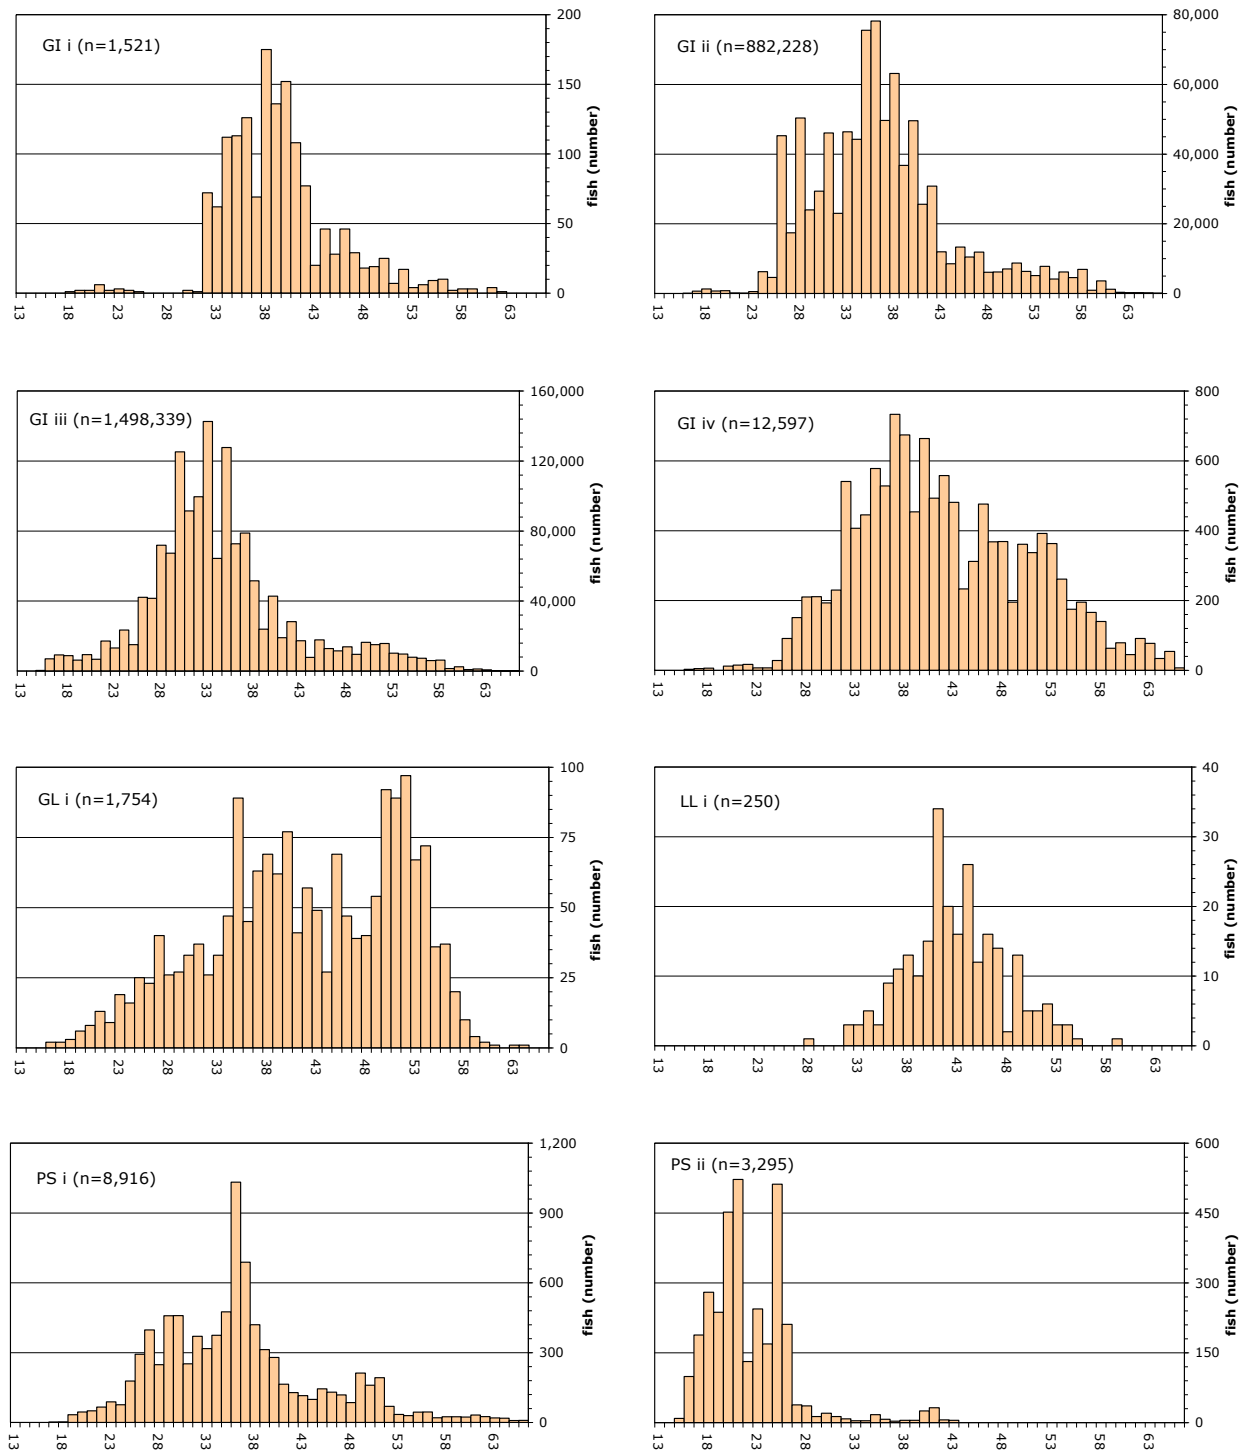 GI i (n=1,521)
200
150
100
50
0
fish (number)
13 18 23 28 33 38 43 48 53 58 63
GI ii (n=882,228)
80,000
60,000
40,000
20,000
0
fish (number)
13 18 23 28 33 38 43 48 53 58 63
GI iii (n=1,498,339)
160,000
120,000
80,000
40,000
0
fish (number)
13 18 23 28 33 38 43 48 53 58 63
GI iv (n=12,597)
800
600
400
200
0
fish (number)
13 18 23 28 33 38 43 48 53 58 63
GL i (n=1,754)
100
75
50
25
0
fish (number)
13 18 23 28 33 38 43 48 53 58 63
LL i (n=250)
40
30
20
10
0
fish (number)
13 18 23 28 33 38 43 48 53 58 63
PS i (n=8,916)
1,200
900
600
300
0
fish (number)
13 18 23 28 33 38 43 48 53 58 63
PS ii (n=3,295)
600
450
300
150
0
fish (number)
13 18 23 28 33 38 43 48 53 58 63